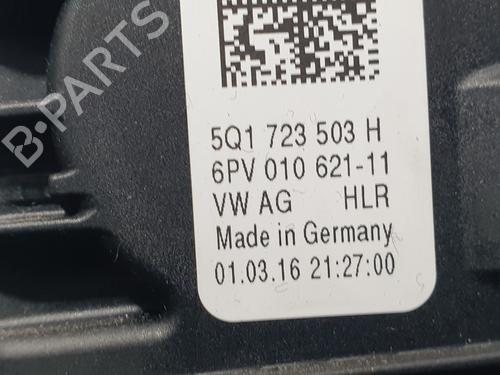 B-PARTS
5Q1 723 503 H
6PV 010 621-11
VW AG HLR
Made in Germany
01.03.16 21:27:00